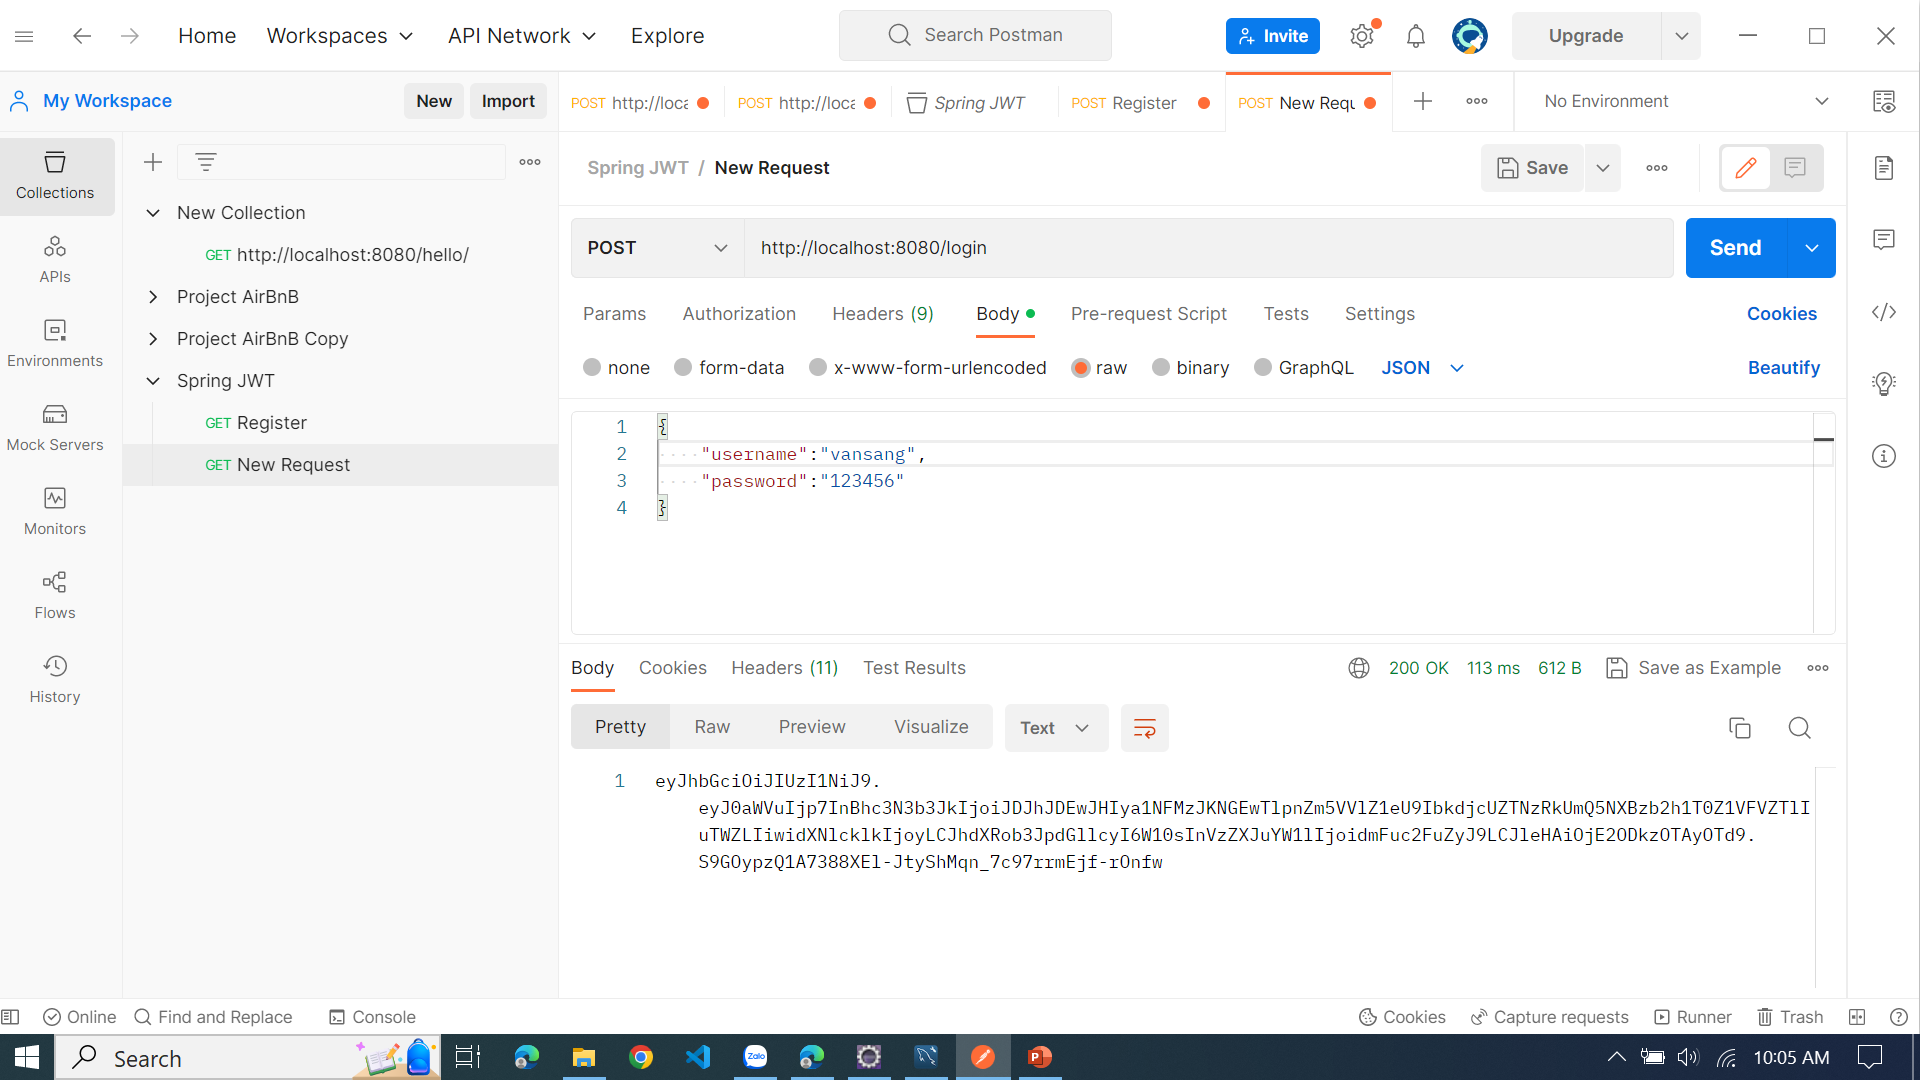 Home
Workspaces
API Network
Explore
Search Postman
Invite
Upgrade
My Workspace
New
Import
POST http://loca
POST http://loca
Spring JWT
POST Register
POST New Requ
No Environment
Collections
APIs
Environments
Mock Servers
Monitors
Flows
History
New Collection
GET http://localhost:8080/hello/
Project AirBnB
Project AirBnB Copy
Spring JWT
GET Register
GET New Request
Spring JWT / New Request
Save
POST
http://localhost:8080/login
Send
Params
Authorization
Headers (9)
Body
Pre-request Script
Tests
Settings
Cookies
none
form-data
x-www-form-urlencoded
raw
binary
GraphQL
JSON
Beautify
1 {
2 "username":"vansang",
3 "password":"123456"
4 }
Body
Cookies
Headers (11)
Test Results
200 OK
113 ms
612 B
Save as Example
Pretty
Raw
Preview
Visualize
Text
1 eyJhbGciOiJIUzI1NiJ9.
eyJ0aWVuIjp7InBhc3N3b3JkIjoiJDJhJDEwJHIya1NFMzJKNGEwTlpnZm5VVlZ1eU9IbkdjcUZTNzRkUmQ5NXBzb2h1T0Z1VFVZTlI
uTWZLIiwidXNlcklkIjoyLCJhdXRob3JpdGllcyI6W10sInVzZXJuYW1lIjoidmFuc2FuZyJ9LCJleHAiOjE2ODkzOTAyOTd9.
S9GOypzQ1A7388XEl-JtyShMqn_7c97rrmEjf-rOnfw
Online
Find and Replace
Console
Cookies
Capture requests
Runner
Trash
Search
Zalo
10:05 AM